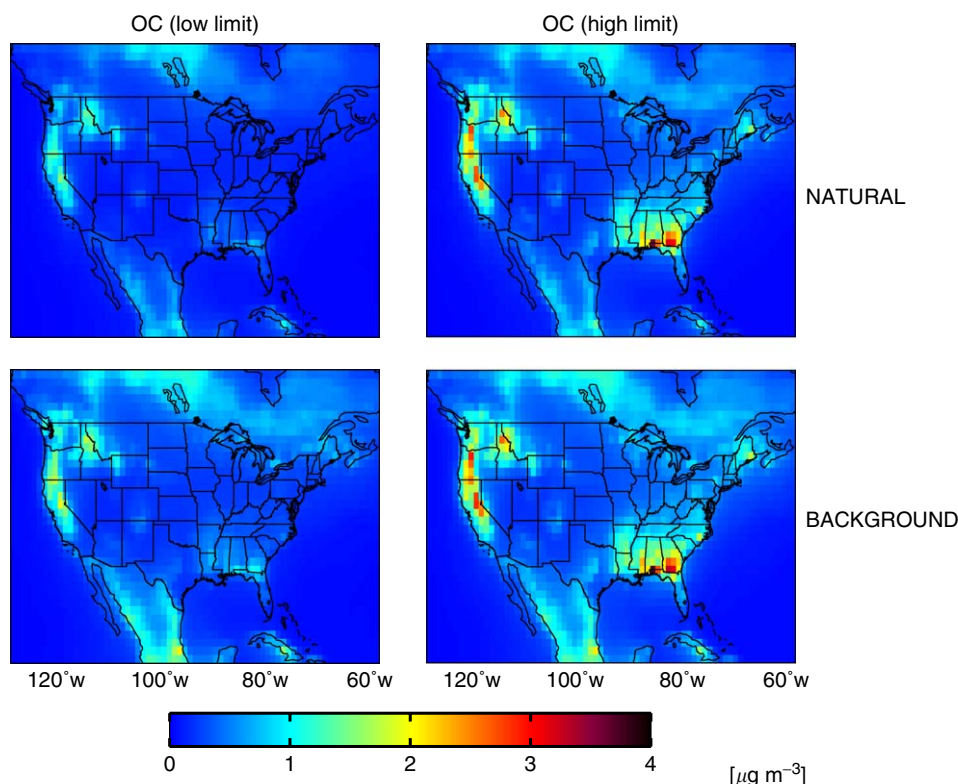 OC (low limit)
OC (high limit)
NATURAL
BACKGROUND
120°w 100°w 80°w 60°w
120°w 100°w 80°w 60°w
0 1 2 3 4
[μg m⁻³]